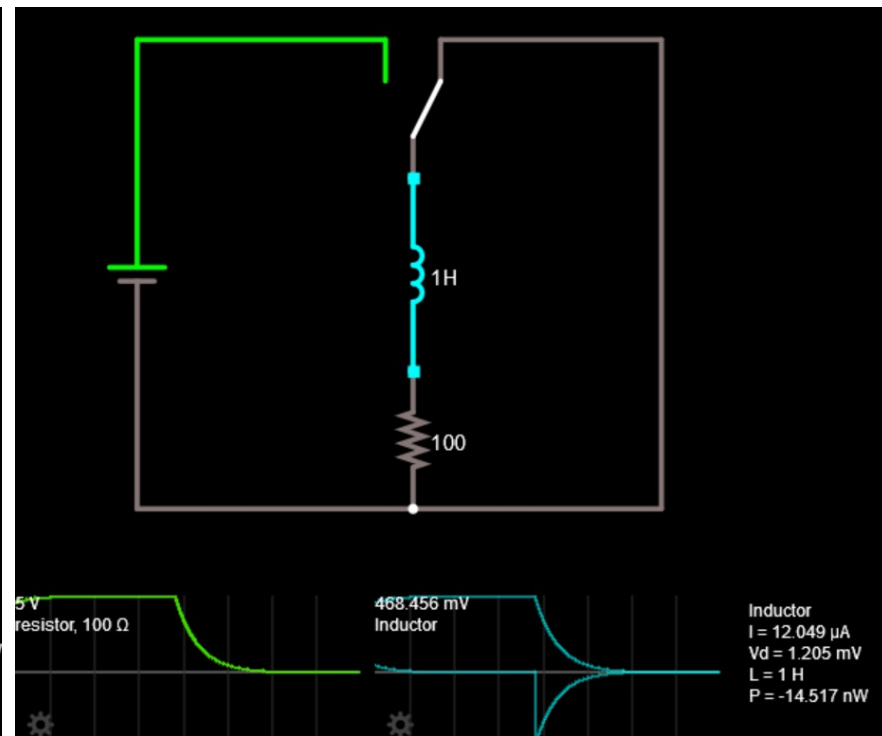 1H
100
5 V
resistor, 100 Ω
468.456 mV
Inductor
Inductor
I = 12.049 μA
Vd = 1.205 mV
L = 1 H
P = -14.517 nW